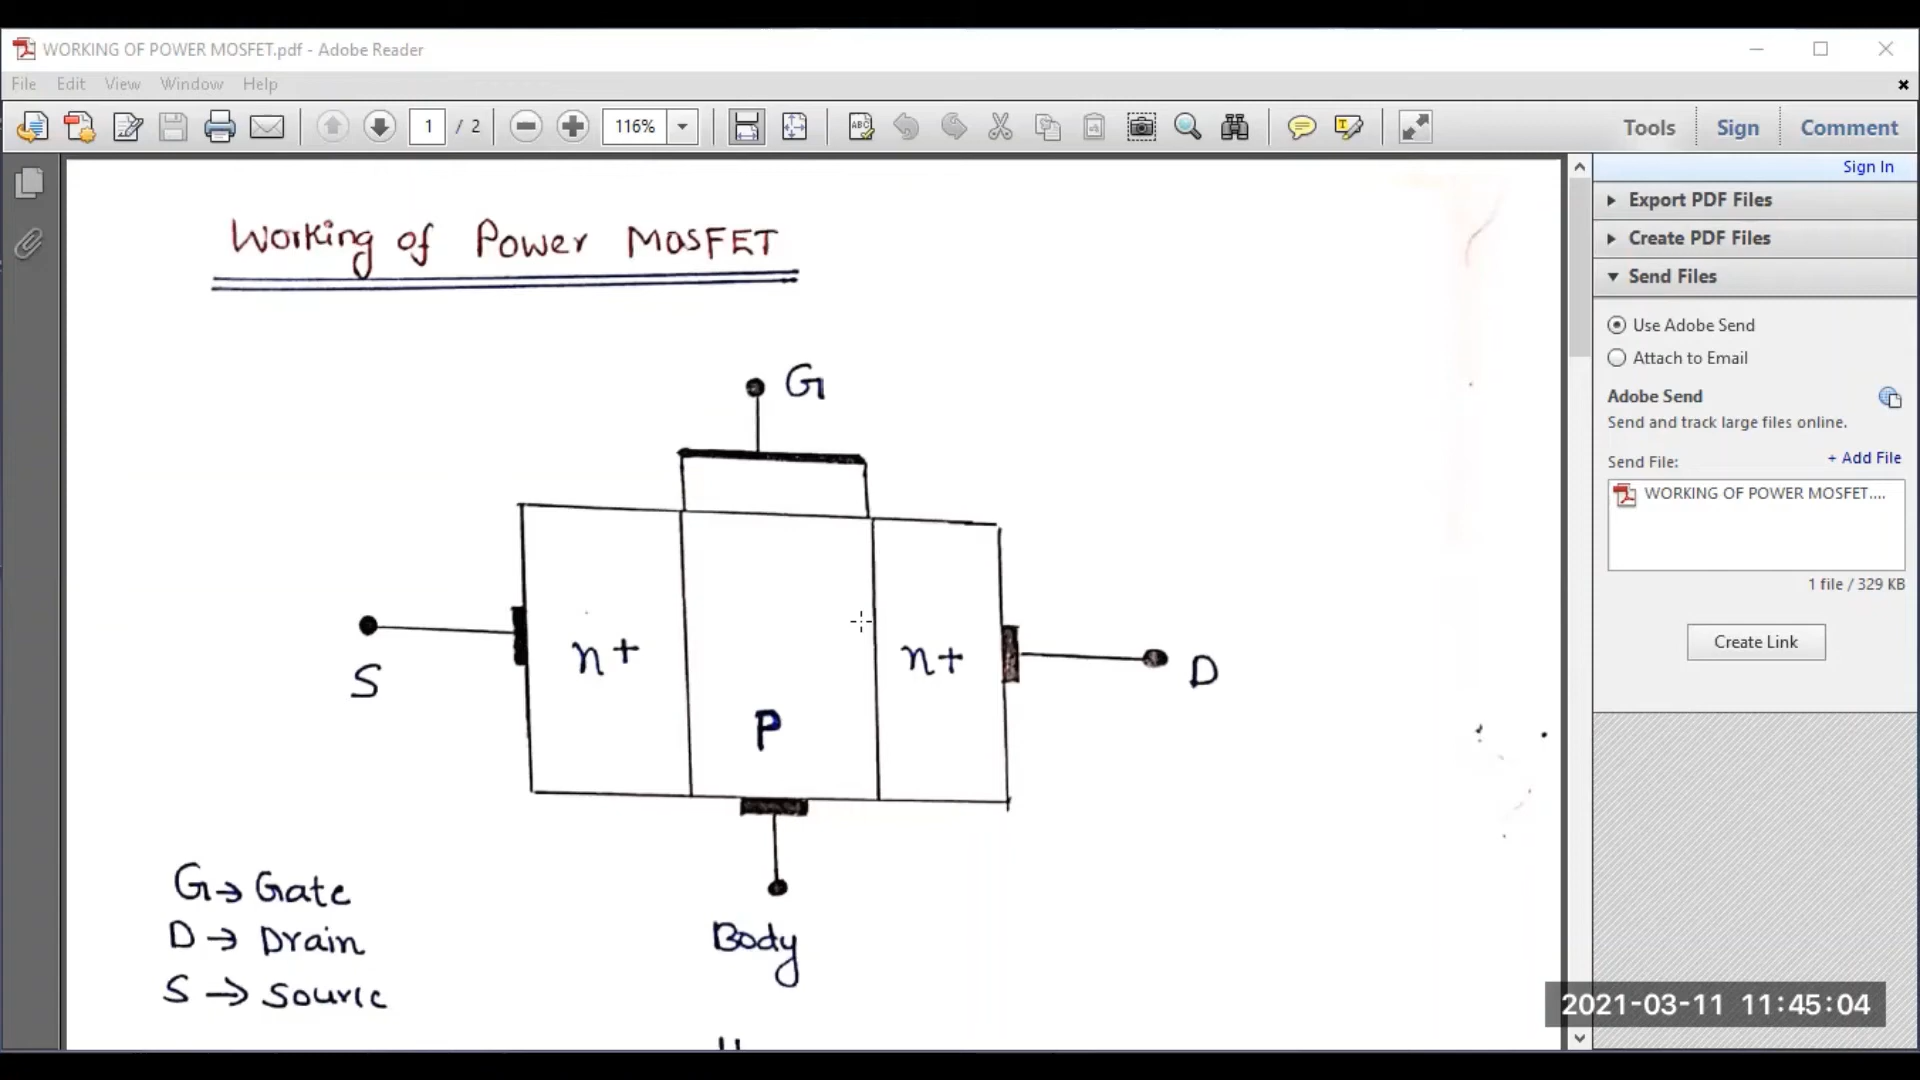 WORKING OF POWER MOSFET.pdf - Adobe Reader
File Edit View Window Help
1 / 2 116% Tools Sign Comment
Sign In
Export PDF Files
Create PDF Files
Send Files
Use Adobe Send
Attach to Email
Adobe Send
Send and track large files online.
Send File: + Add File
WORKING OF POWER MOSFET....
1 file / 329 KB
Create Link
Working of Power MOSFET
G
n+ n+
S D
P
Body
G→ Gate
D → Drain
S → Source
2021-03-11 11:45:04